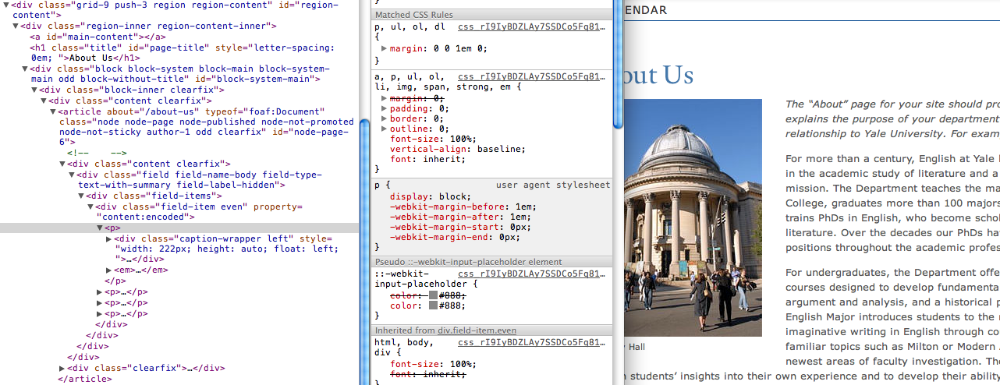 <div class="grid-9 push-3 region region-content" id="region-
content">
<div class="region-inner region-content-inner">
<a id="main-content"></a>
<h1 class="title" id="page-title" style="letter-spacing:
0em; ">About Us</h1>
<div class="block block-system block-main block-system-
main odd block-without-title" id="block-system-main">
<div class="block-inner clearfix">
<div class="content clearfix">
<article about="/about-us" typeof="foaf:Document"
class="node node-page node-published node-not-promoted
node-not-sticky author-1 odd clearfix" id="node-page-
6">
<!-- -->
<div class="content clearfix">
<div class="field field-name-body field-type-
text-with-summary field-label-hidden">
<div class="field-items">
<div class="field-item even" property=
"content:encoded">
<p>
<div class="caption-wrapper left" style=
"width: 222px; height: auto; float: left;
">…</div>
<em>…</em>
</p>
<p>…</p>
<p>…</p>
<p>…</p>
</div>
</div>
</div>
</div>
<div class="clearfix">…</div>
</article>
}
Matched CSS Rules
p, ul, ol, dl css_rI9IyBDZLAy7SSDCo5Fq81…
{
margin: 0 0 1em 0;
}
a, p, ul, ol, css_rI9IyBDZLAy7SSDCo5Fq81…
li, img, span, strong, em {
margin: 0;
padding: 0;
border: 0;
outline: 0;
font-size: 100%;
vertical-align: baseline;
font: inherit;
}
p { user agent stylesheet
display: block;
-webkit-margin-before: 1em;
-webkit-margin-after: 1em;
-webkit-margin-start: 0px;
-webkit-margin-end: 0px;
}
Pseudo ::-webkit-input-placeholder element
::-webkit- css_rI9IyBDZLAy7SSDCo5Fq81…
input-placeholder {
color: #888;
color: #888;
}
Inherited from div.field-item.even
html, body, css_rI9IyBDZLAy7SSDCo5Fq81…
div {
font-size: 100%;
font: inherit;
ENDAR
out Us
The “About” page for your site should pro
explains the purpose of your department
relationship to Yale University. For exam
For more than a century, English at Yale
in the academic study of literature and a
mission. The Department teaches the ma
College, graduates more than 100 majors
trains PhDs in English, who become schol
literature. Over the decades our PhDs ha
positions throughout the academic profes
For undergraduates, the Department offe
courses designed to develop fundamenta
argument and analysis, and a historical p
English Major introduces students to the
imaginative writing in English through co
familiar topics such as Milton or Modern
newest areas of faculty investigation. The
Hall
students’ insights into their own experience and to develop their ability